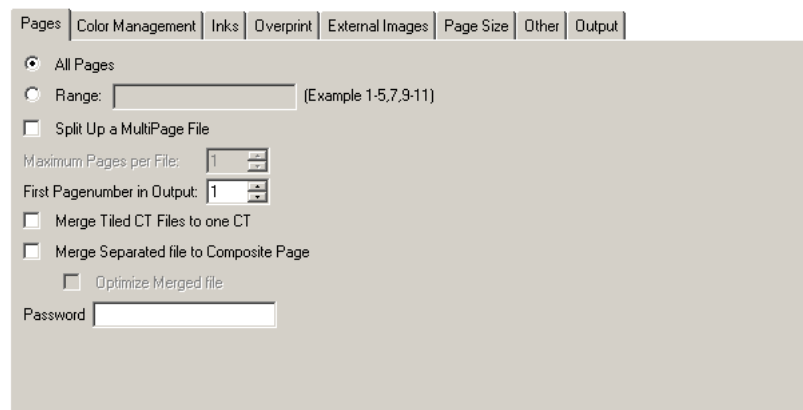 Pages Color Management Inks Overprint External Images Page Size Other Output
All Pages
Range: (Example 1-5,7,9-11)
Split Up a MultiPage File
Maximum Pages per File: 1
First Pagenumber in Output: 1
Merge Tiled CT Files to one CT
Merge Separated file to Composite Page
Optimize Merged file
Password